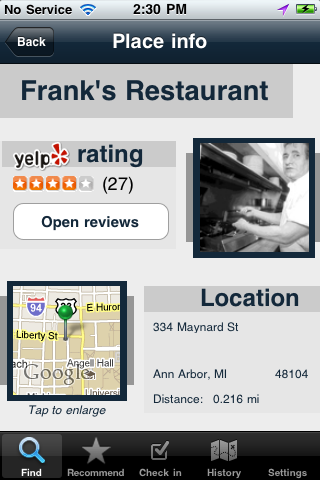 No Service 2:30 PM
Back Place info
Frank's Restaurant
yelp rating
(27)
Open reviews
94
23
E Huron
Liberty St
Angell Hall
Google
Tap to enlarge
Location
334 Maynard St
Ann Arbor, MI 48104
Distance: 0.216 mi
Find Recommend Check in History Settings